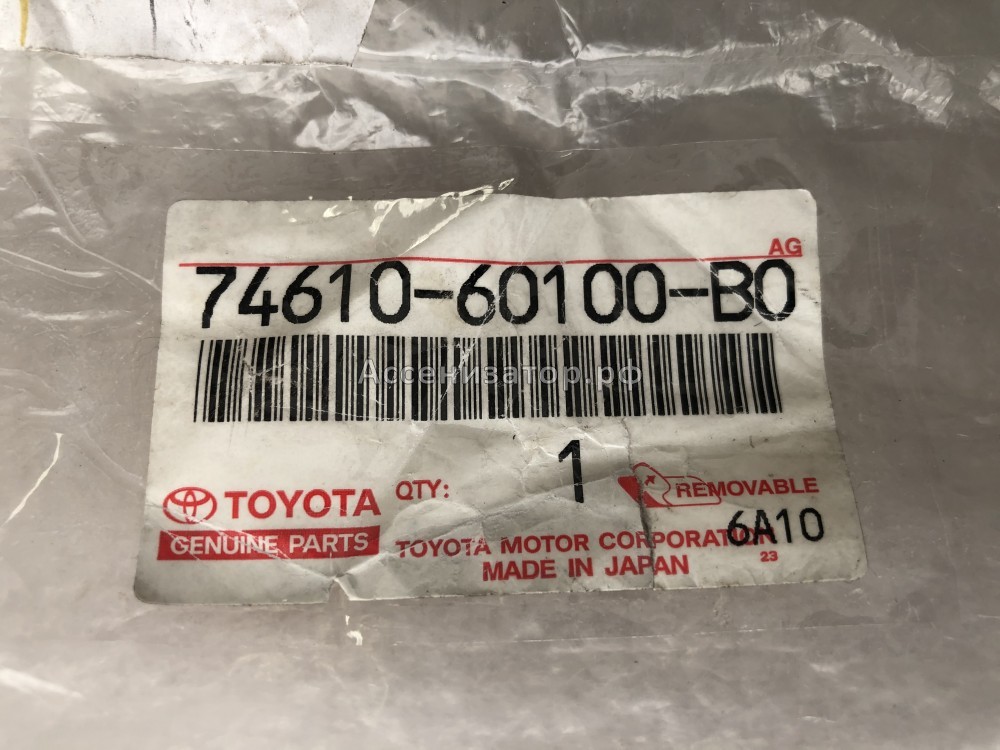 AG
74610-60100-B0
Ассенизатор.рф
QTY: 1
TOYOTA
REMOVABLE
GENUINE PARTS
6A10
TOYOTA MOTOR CORPORATION
23
MADE IN JAPAN